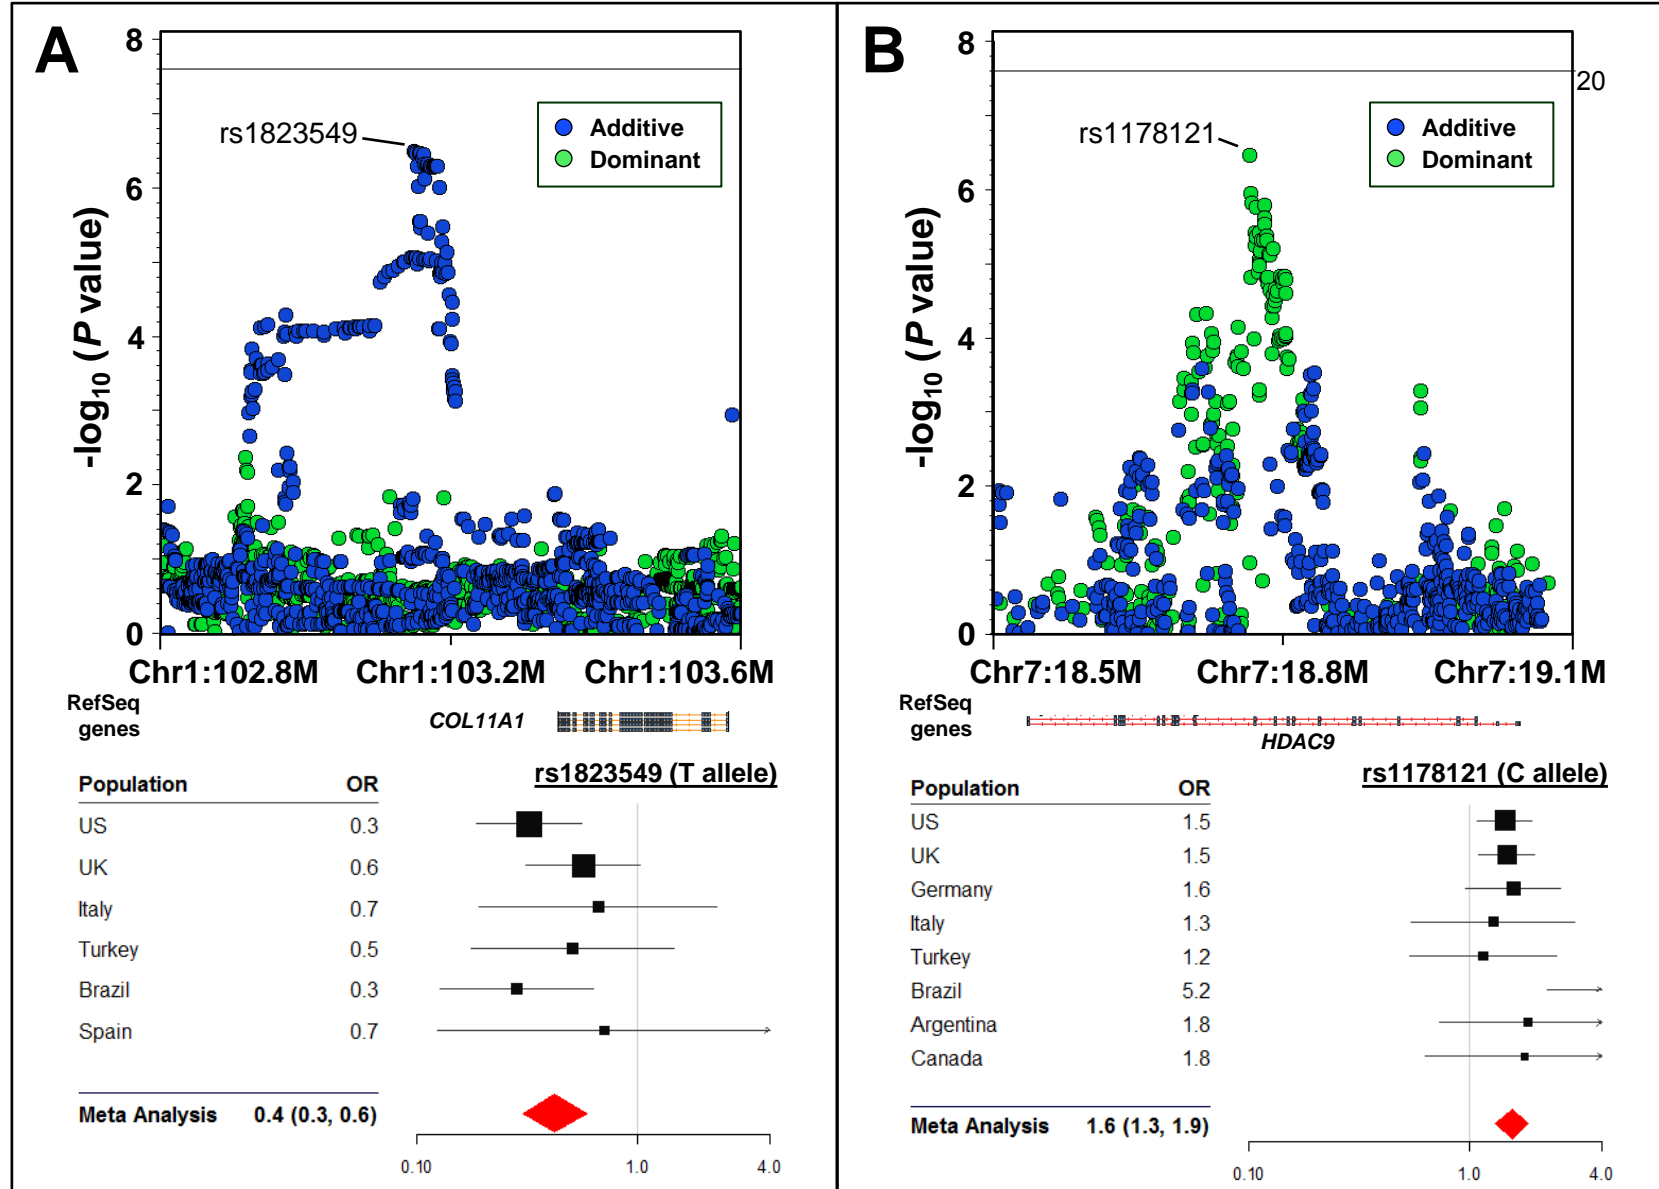 A
8
6
4
2
0
-log10 (P value)
rs1823549
Additive
Dominant
Chr1:102.8M Chr1:103.2M Chr1:103.6M
RefSeq
genes
COL11A1
rs1823549 (T allele)
Population OR
US 0.3
UK 0.6
Italy 0.7
Turkey 0.5
Brazil 0.3
Spain 0.7
Meta Analysis 0.4 (0.3, 0.6)
0.10 1.0 4.0
B
8
6
4
2
0
-log10 (P value)
20
rs1178121
Additive
Dominant
Chr7:18.5M Chr7:18.8M Chr7:19.1M
RefSeq
genes
HDAC9
rs1178121 (C allele)
Population OR
US 1.5
UK 1.5
Germany 1.6
Italy 1.3
Turkey 1.2
Brazil 5.2
Argentina 1.8
Canada 1.8
Meta Analysis 1.6 (1.3, 1.9)
0.10 1.0 4.0